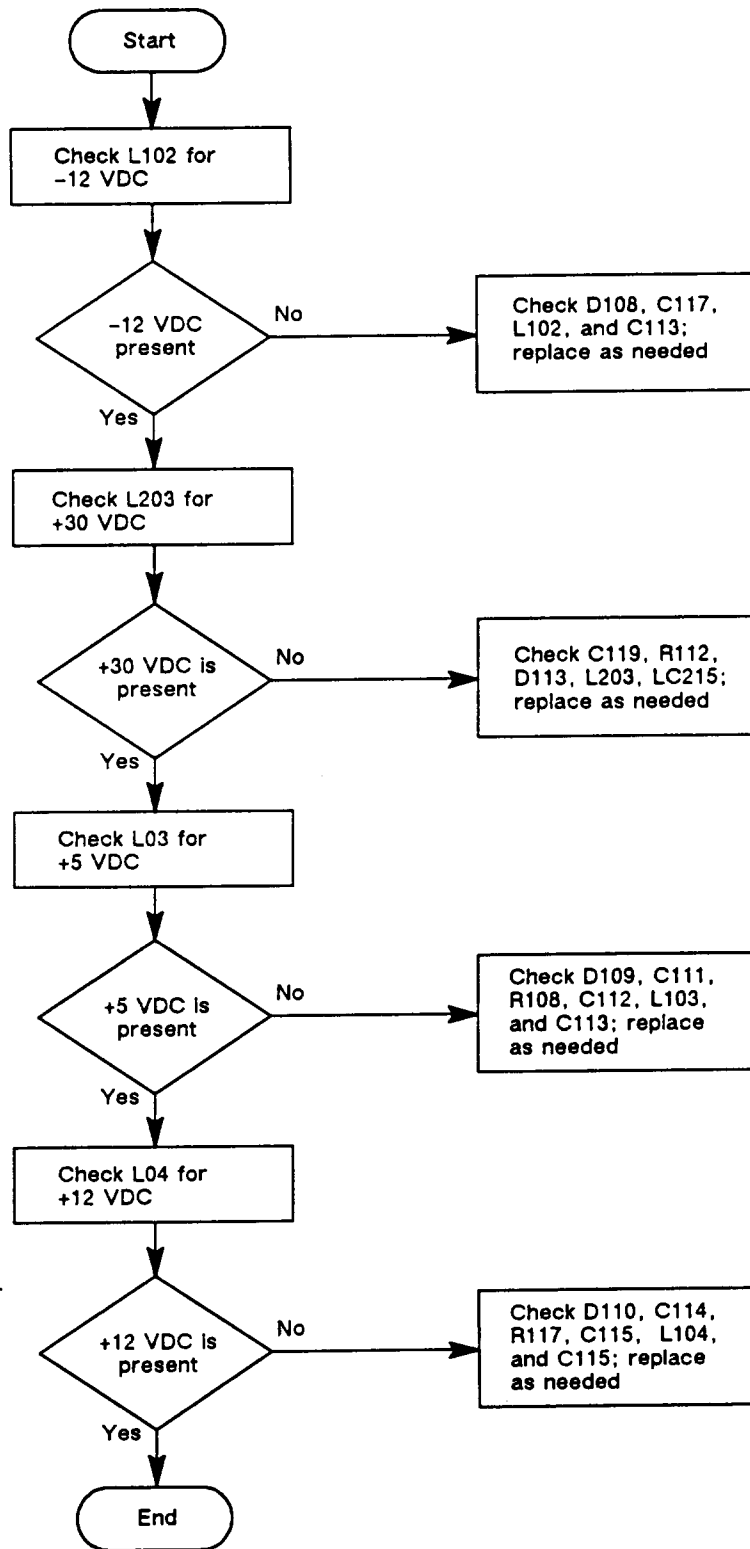 Start
Check L102 for
-12 VDC
-12 VDC
present
No
Check D108, C117,
L102, and C113;
replace as needed
Yes
Check L203 for
+30 VDC
+30 VDC is
present
No
Check C119, R112,
D113, L203, LC215;
replace as needed
Yes
Check L03 for
+5 VDC
+5 VDC is
present
No
Check D109, C111,
R108, C112, L103,
and C113; replace
as needed
Yes
Check L04 for
+12 VDC
+12 VDC is
present
No
Check D110, C114,
R117, C115, L104,
and C115; replace
as needed
Yes
End